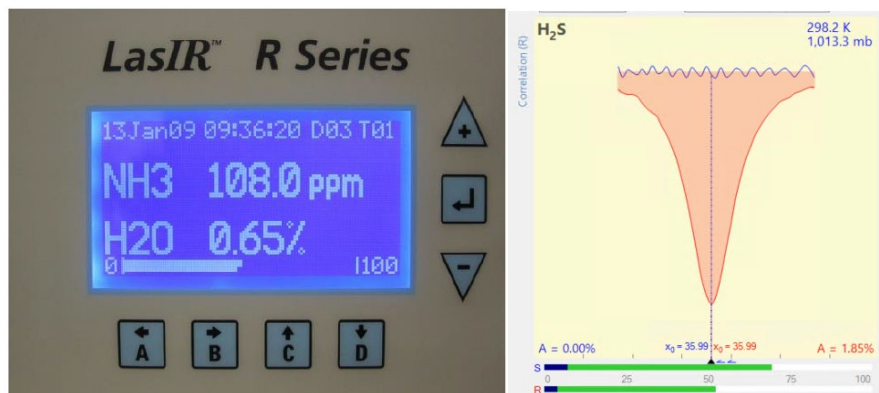 LasIR™ R Series
13Jan09 09:36:20 D03 T01
NH3 108.0 ppm
H2O 0.65%
0 100
+
-
A B C D
H₂S
298.2 K
1,013.3 mb
Correlation (R)
A = 0.00% x₀ = 35.99 x₀ = 35.99 A = 1.85%
S
0 25 50 75 100
R